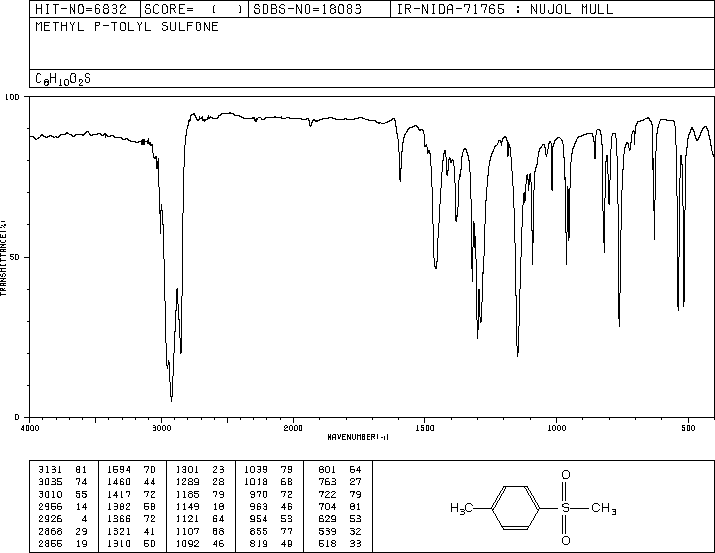 HIT-NO=6832 SCORE= ( ) SDBS-NO=18083 IR-NIDA-71765 : NUJOL MULL
METHYL P-TOLYL SULFONE
C8H10O2S
100
50
0
TRANSMITTANCE(%)
4000 3000 2000 1500 1000 500
WAVENUMBER(-1)
3131 81 1594 70 1301 23 1039 79 801 64
3035 74 1460 44 1289 28 1018 68 763 27
3010 55 1417 72 1185 79 970 72 722 79
2956 14 1382 58 1149 18 963 46 704 81
2926 4 1366 72 1121 64 954 53 629 53
2868 29 1321 41 1107 68 855 77 539 32
2855 19 1310 50 1092 46 819 49 518 33
O
H3C S CH3
O